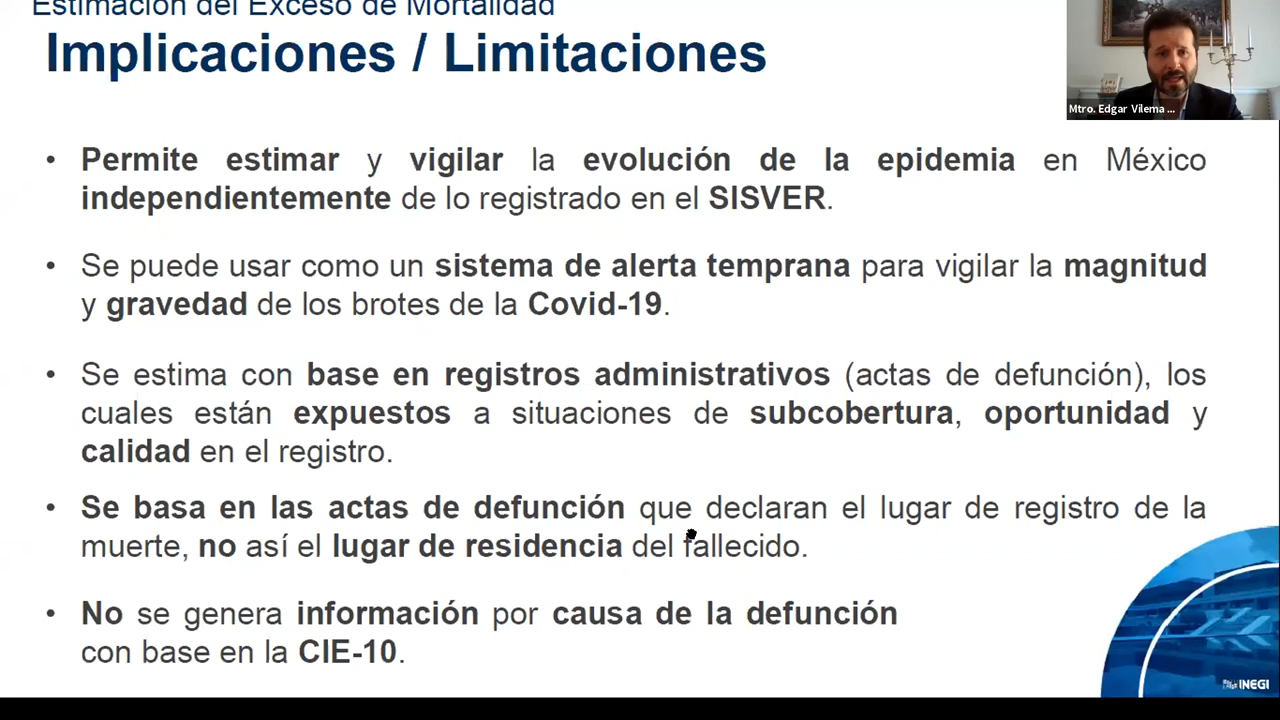 Estimación del Exceso de Mortalidad
Implicaciones / Limitaciones
Mtro. Edgar Vilema ...
• Permite estimar y vigilar la evolución de la epidemia en México
independientemente de lo registrado en el SISVER.
• Se puede usar como un sistema de alerta temprana para vigilar la magnitud
y gravedad de los brotes de la Covid-19.
• Se estima con base en registros administrativos (actas de defunción), los
cuales están expuestos a situaciones de subcobertura, oportunidad y
calidad en el registro.
• Se basa en las actas de defunción que declaran el lugar de registro de la
muerte, no así el lugar de residencia del fallecido.
• No se genera información por causa de la defunción
con base en la CIE-10.
INEGI